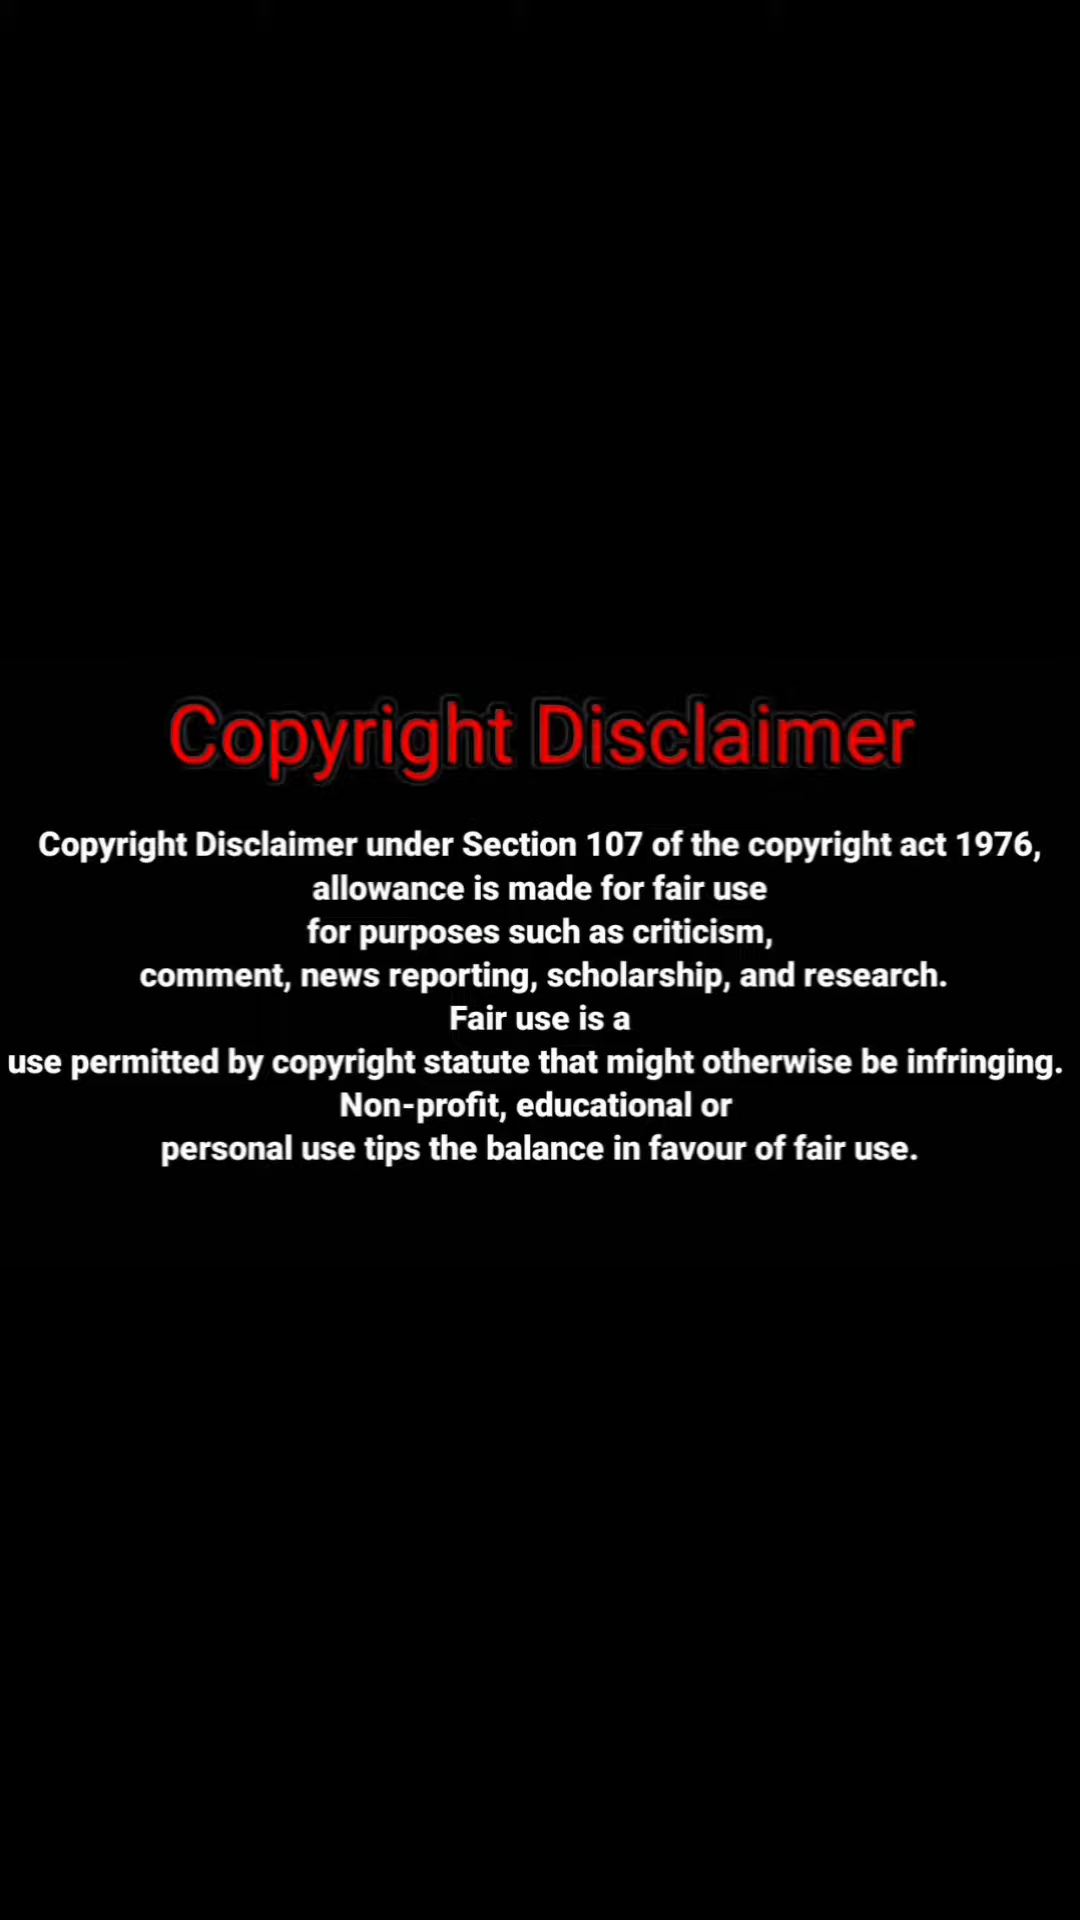 Copyright Disclaimer
Copyright Disclaimer under Section 107 of the copyright act 1976,
allowance is made for fair use
for purposes such as criticism,
comment, news reporting, scholarship, and research.
Fair use is a
use permitted by copyright statute that might otherwise be infringing.
Non-profit, educational or
personal use tips the balance in favour of fair use.